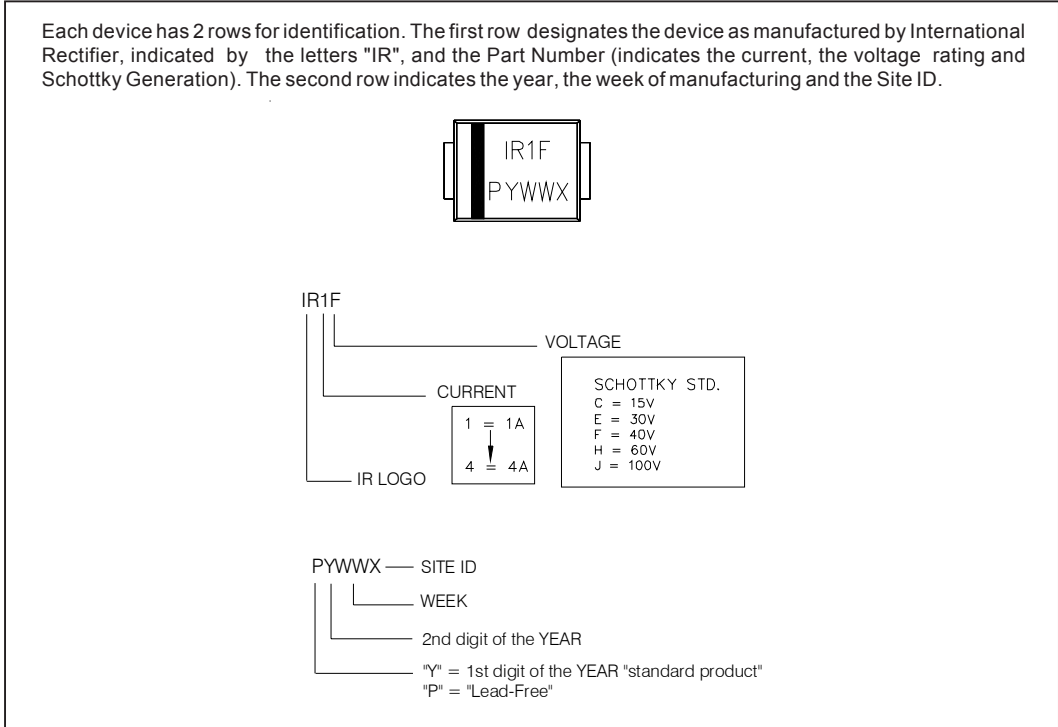 Each device has 2 rows for identification. The first row designates the device as manufactured by International
Rectifier, indicated by the letters "IR", and the Part Number (indicates the current, the voltage rating and
Schottky Generation). The second row indicates the year, the week of manufacturing and the Site ID.
IR1F
PYWWX
IR1F
VOLTAGE
SCHOTTKY STD.
C = 15V
E = 30V
F = 40V
H = 60V
J = 100V
CURRENT
1 = 1A
4 = 4A
IR LOGO
PYWWX
SITE ID
WEEK
2nd digit of the YEAR
"Y" = 1st digit of the YEAR "standard product"
"P" = "Lead-Free"